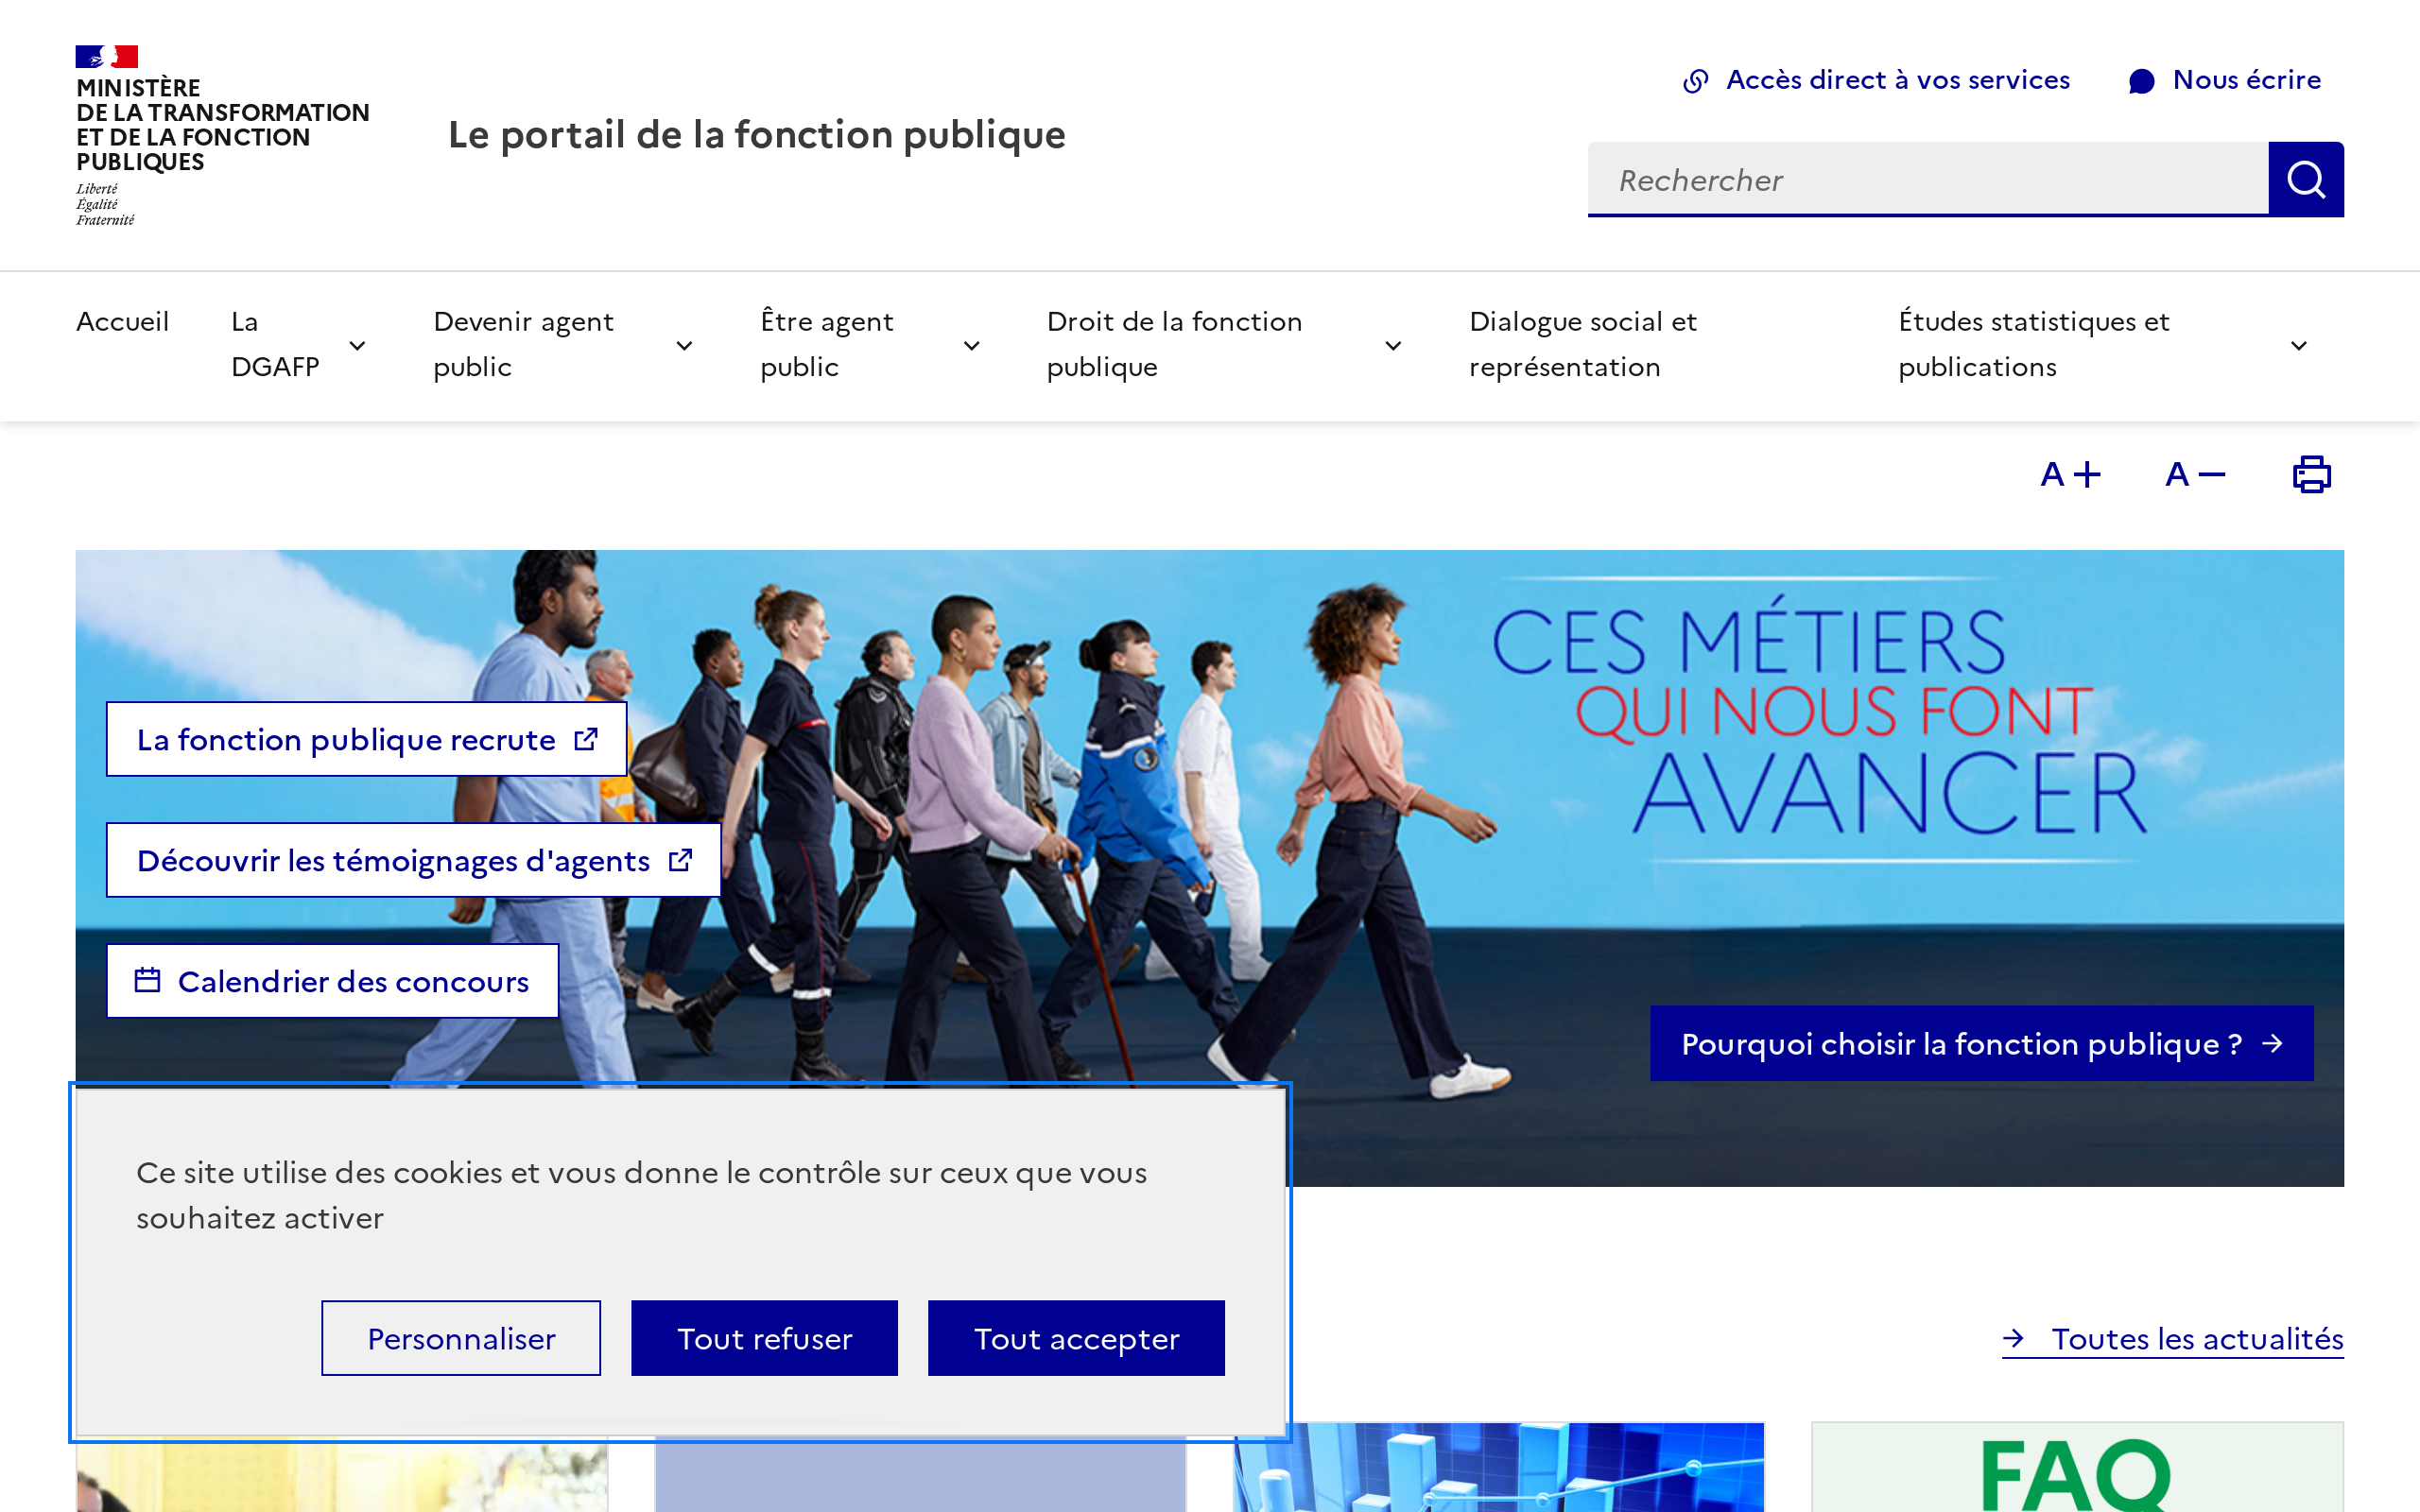 MINISTÈRE
DE LA TRANSFORMATION
ET DE LA FONCTION
PUBLIQUES
Liberté
Égalité
Fraternité
Le portail de la fonction publique
Accès direct à vos services
Nous écrire
Rechercher
Accueil
La
DGAFP
Devenir agent
public
Être agent
public
Droit de la fonction
publique
Dialogue social et
représentation
Études statistiques et
publications
A +
A −
CES MÉTIERS
QUI NOUS FONT
AVANCER
La fonction publique recrute
Découvrir les témoignages d'agents
Calendrier des concours
Pourquoi choisir la fonction publique ?
Ce site utilise des cookies et vous donne le contrôle sur ceux que vous
souhaitez activer
Personnaliser
Tout refuser
Tout accepter
Toutes les actualités
FAQ